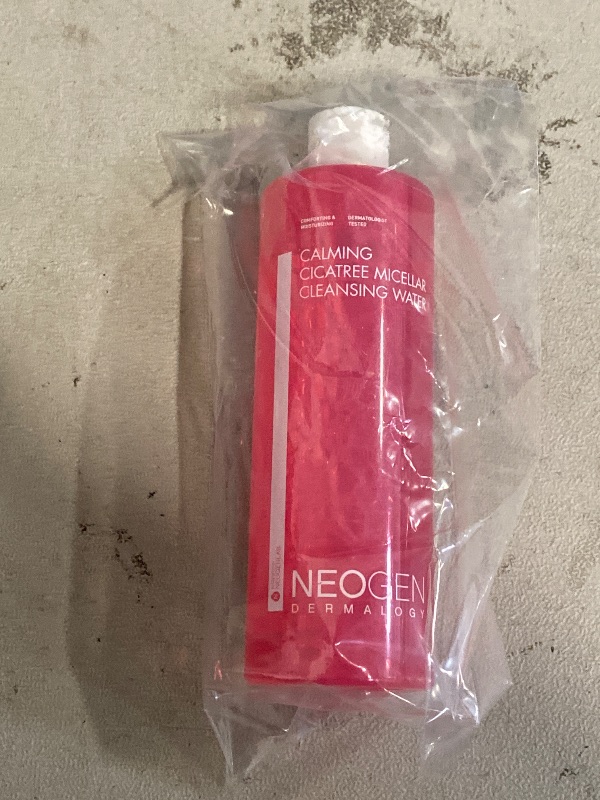 COMFORTING & DERMATOLOGIST
MOISTURIZING TESTED
CALMING
CICATREE MICELLAR
CLEANSING WATER
NEOGEN
DERMALOGY